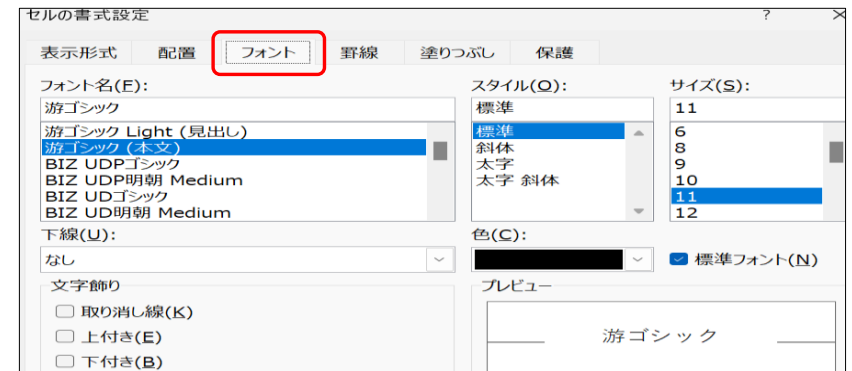 セルの書式設定 ? ×
表示形式 配置 フォント 罫線 塗りつぶし 保護
フォント名(F): スタイル(O): サイズ(S):
游ゴシック 標準 11
游ゴシック Light (見出し) 標準 6
游ゴシック (本文) 斜体 8
BIZ UDPゴシック 太字 9
BIZ UDP明朝 Medium 太字 斜体 10
BIZ UDゴシック 11
BIZ UD明朝 Medium 12
下線(U): 色(C):
なし 標準フォント(N)
文字飾り プレビュー
取り消し線(K)
上付き(E) 游ゴシック
下付き(B)